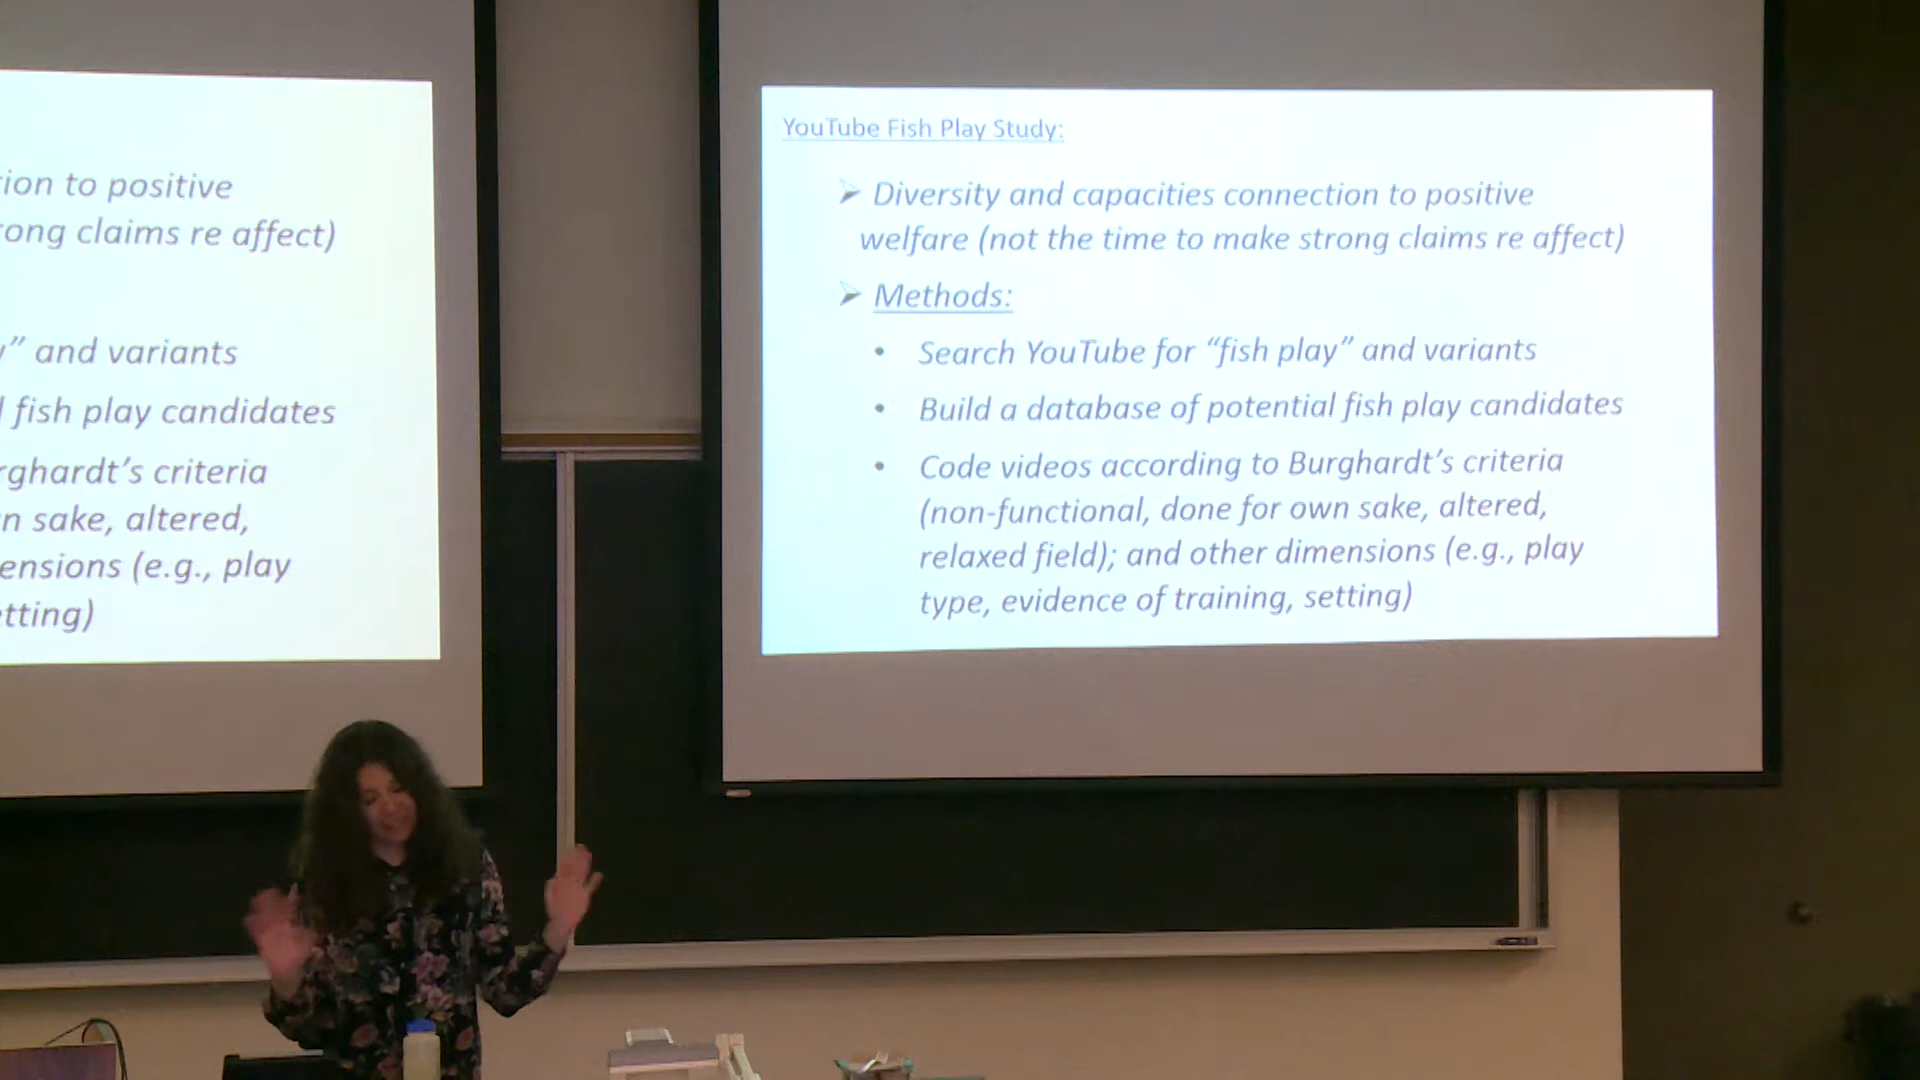 ion to positive
ong claims re affect)
” and variants
fish play candidates
rghardt’s criteria
n sake, altered,
ensions (e.g., play
etting)
YouTube Fish Play Study:
Diversity and capacities connection to positive
welfare (not the time to make strong claims re affect)
Methods:
Search YouTube for “fish play” and variants
Build a database of potential fish play candidates
Code videos according to Burghardt’s criteria
(non-functional, done for own sake, altered,
relaxed field); and other dimensions (e.g., play
type, evidence of training, setting)